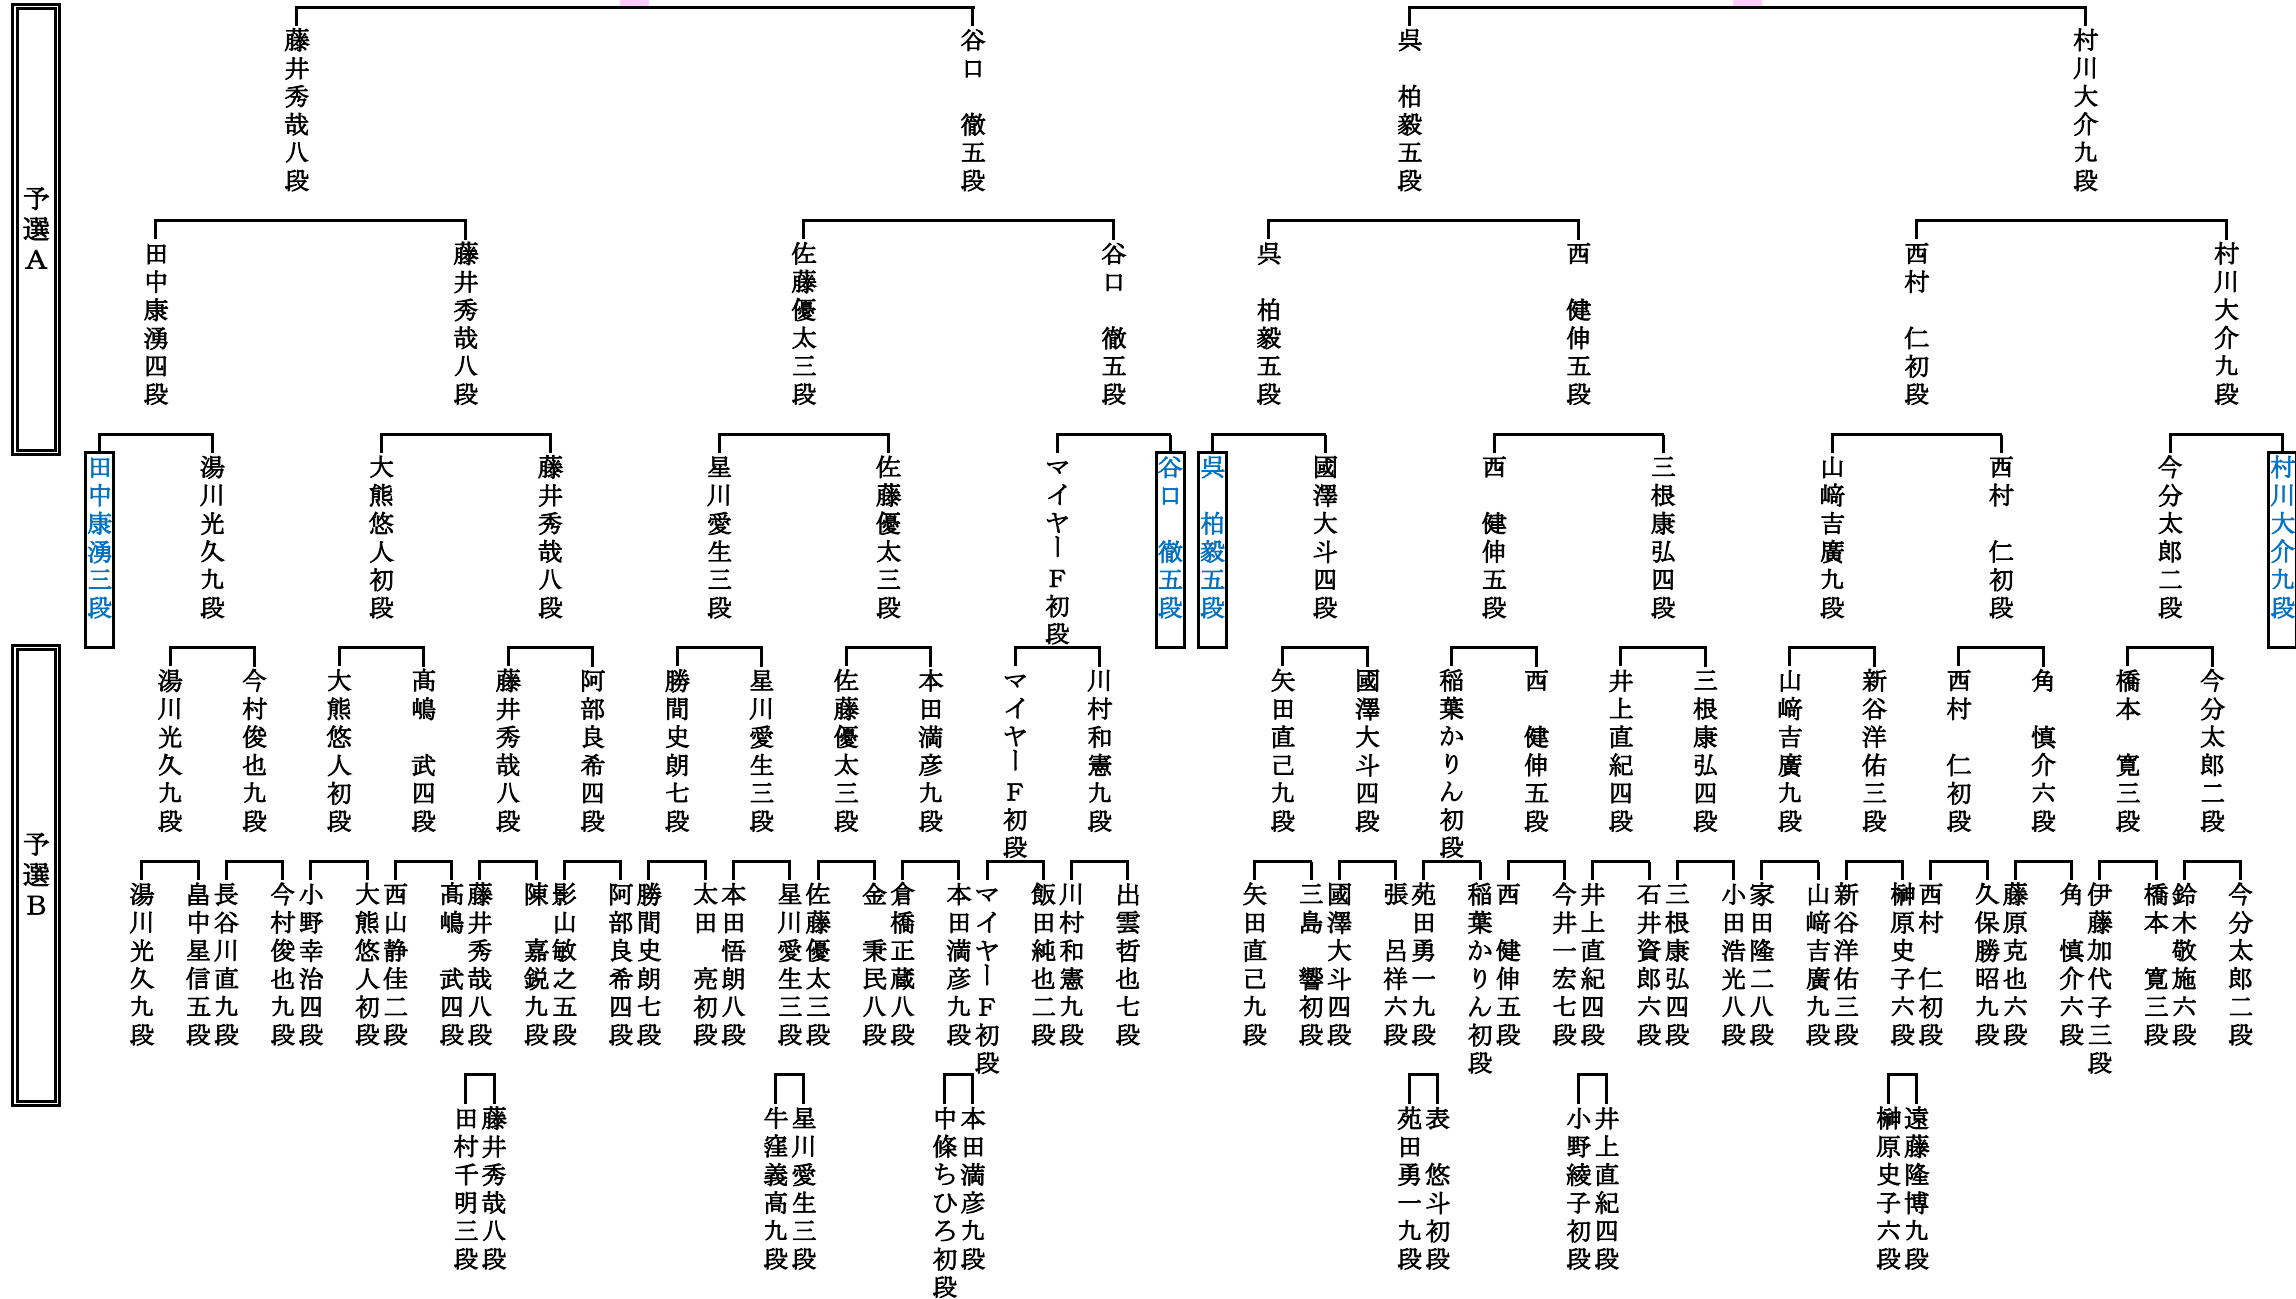 予選A
藤井秀哉八段
谷口　徹五段
呉　柏毅五段
村川大介九段
田中康湧四段
藤井秀哉八段
佐藤優太三段
谷口　徹五段
呉　柏毅五段
西　健伸五段
西村　仁初段
村川大介九段
田中康湧三段
湯川光久九段
大熊悠人初段
藤井秀哉八段
星川愛生三段
佐藤優太三段
マイヤーF初段
谷口　徹五段
呉　柏毅五段
國澤大斗四段
西　健伸五段
三根康弘四段
山﨑吉廣九段
西村　仁初段
今分太郎二段
村川大介九段
予選B
湯川光久九段
今村俊也九段
大熊悠人初段
髙嶋　武四段
藤井秀哉八段
阿部良希四段
勝間史朗七段
星川愛生三段
佐藤優太三段
本田満彦九段
マイヤーF初段
川村和憲九段
矢田直己九段
國澤大斗四段
稲葉かりん初段
西　健伸五段
井上直紀四段
三根康弘四段
山﨑吉廣九段
新谷洋佑三段
西村　仁初段
角　慎介六段
橋本　寛三段
今分太郎二段
湯川光久九段
畠中星信五段
長谷川直九段
今村俊也九段
小野幸治四段
大熊悠人初段
西山静佳二段
髙嶋　武四段
藤井秀哉八段
陳　嘉鋭九段
影山敏之五段
阿部良希四段
勝間史朗七段
太田　亮初段
本田悟朗八段
星川愛生三段
佐藤優太三段
金　秉民八段
倉橋正蔵八段
本田満彦九段
マイヤーF初段
飯田純也二段
川村和憲九段
出雲哲也七段
矢田直己九段
三島　響初段
國澤大斗四段
張　呂祥六段
苑田勇一九段
稲葉かりん初段
西　健伸五段
今井一宏七段
井上直紀四段
石井資郎六段
三根康弘四段
小田浩光八段
家田隆二八段
山﨑吉廣九段
新谷洋佑三段
榊原史子六段
西村　仁初段
久保勝昭九段
藤原克也六段
角　慎介六段
伊藤加代子三段
橋本　寛三段
鈴木敬施六段
今分太郎二段
田村千明三段
藤井秀哉八段
牛窪義高九段
星川愛生三段
中條ちひろ初段
本田満彦九段
苑田勇一九段
表　悠斗初段
小野綾子初段
井上直紀四段
榊原史子六段
遠藤隆博九段